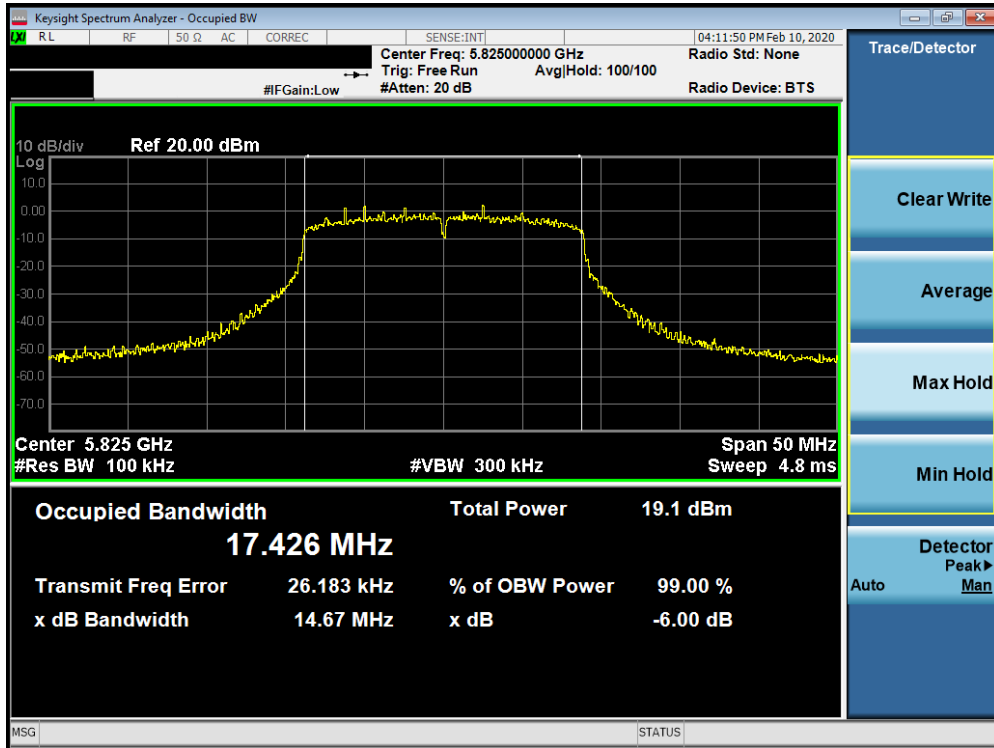 Keysight Spectrum Analyzer - Occupied BW
LXI RL RF 50 Ω AC CORREC SENSE:INT 04:11:50 PM Feb 10, 2020
Center Freq: 5.825000000 GHz Radio Std: None
Trig: Free Run Avg|Hold: 100/100
#IFGain:Low #Atten: 20 dB Radio Device: BTS
Trace/Detector
10 dB/div Ref 20.00 dBm
Log
10.0
0.00
-10.0
-20.0
-30.0
-40.0
-50.0
-60.0
-70.0
Center 5.825 GHz Span 50 MHz
#Res BW 100 kHz #VBW 300 kHz Sweep 4.8 ms
Occupied Bandwidth Total Power 19.1 dBm
17.426 MHz
Transmit Freq Error 26.183 kHz % of OBW Power 99.00 %
x dB Bandwidth 14.67 MHz x dB -6.00 dB
Clear Write
Average
Max Hold
Min Hold
Detector
Peak▶
Auto Man
MSG STATUS